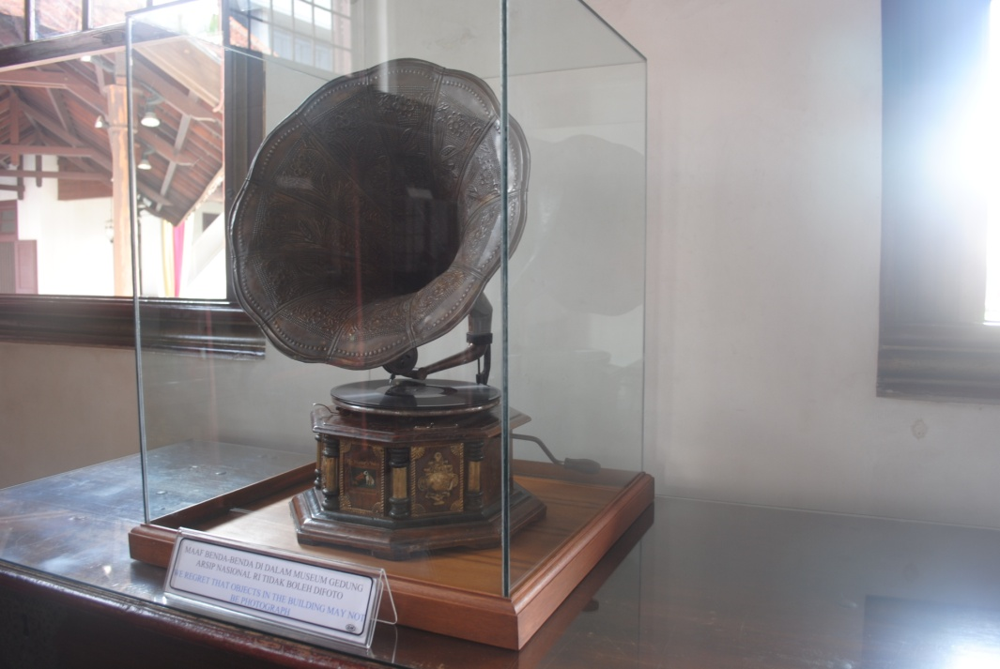 MAAF BENDA-BENDA DI DALAM MUSEUM GEDUNG
ARSIP NASIONAL RI TIDAK BOLEH DIFOTO
WE REGRET THAT OBJECTS IN THE BUILDING MAY NOT
BE PHOTOGRAPH